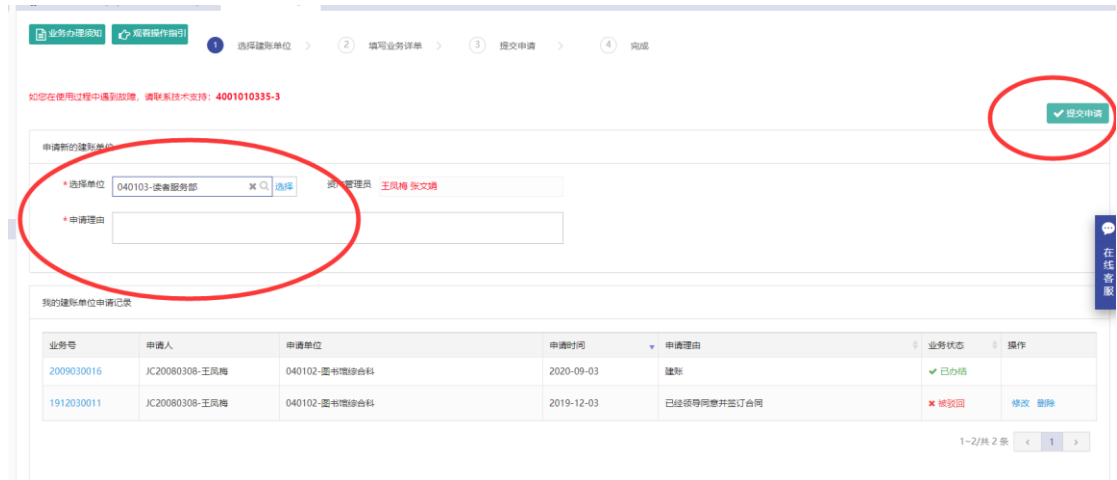 业务办理须知 观看操作指引 1 选择建账单位 > 2 填写业务详单 > 3 提交申请 > 4 完成
如您在使用过程中遇到故障，请联系技术支持：4001010335-3
提交申请
申请新的建账单位
*选择单位 040103-读者服务部 选择 资产管理员 王凤梅 张文娟
*申请理由
在线客服
我的建账单位申请记录
业务号 申请人 申请单位 申请时间 申请理由 业务状态 操作
2009030016 JC20080308-王凤梅 040102-图书馆综合科 2020-09-03 建账 已办结
1912030011 JC20080308-王凤梅 040102-图书馆综合科 2019-12-03 已经领导同意并签订合同 被驳回 修改 删除
1~2/共 2 条 < 1 >